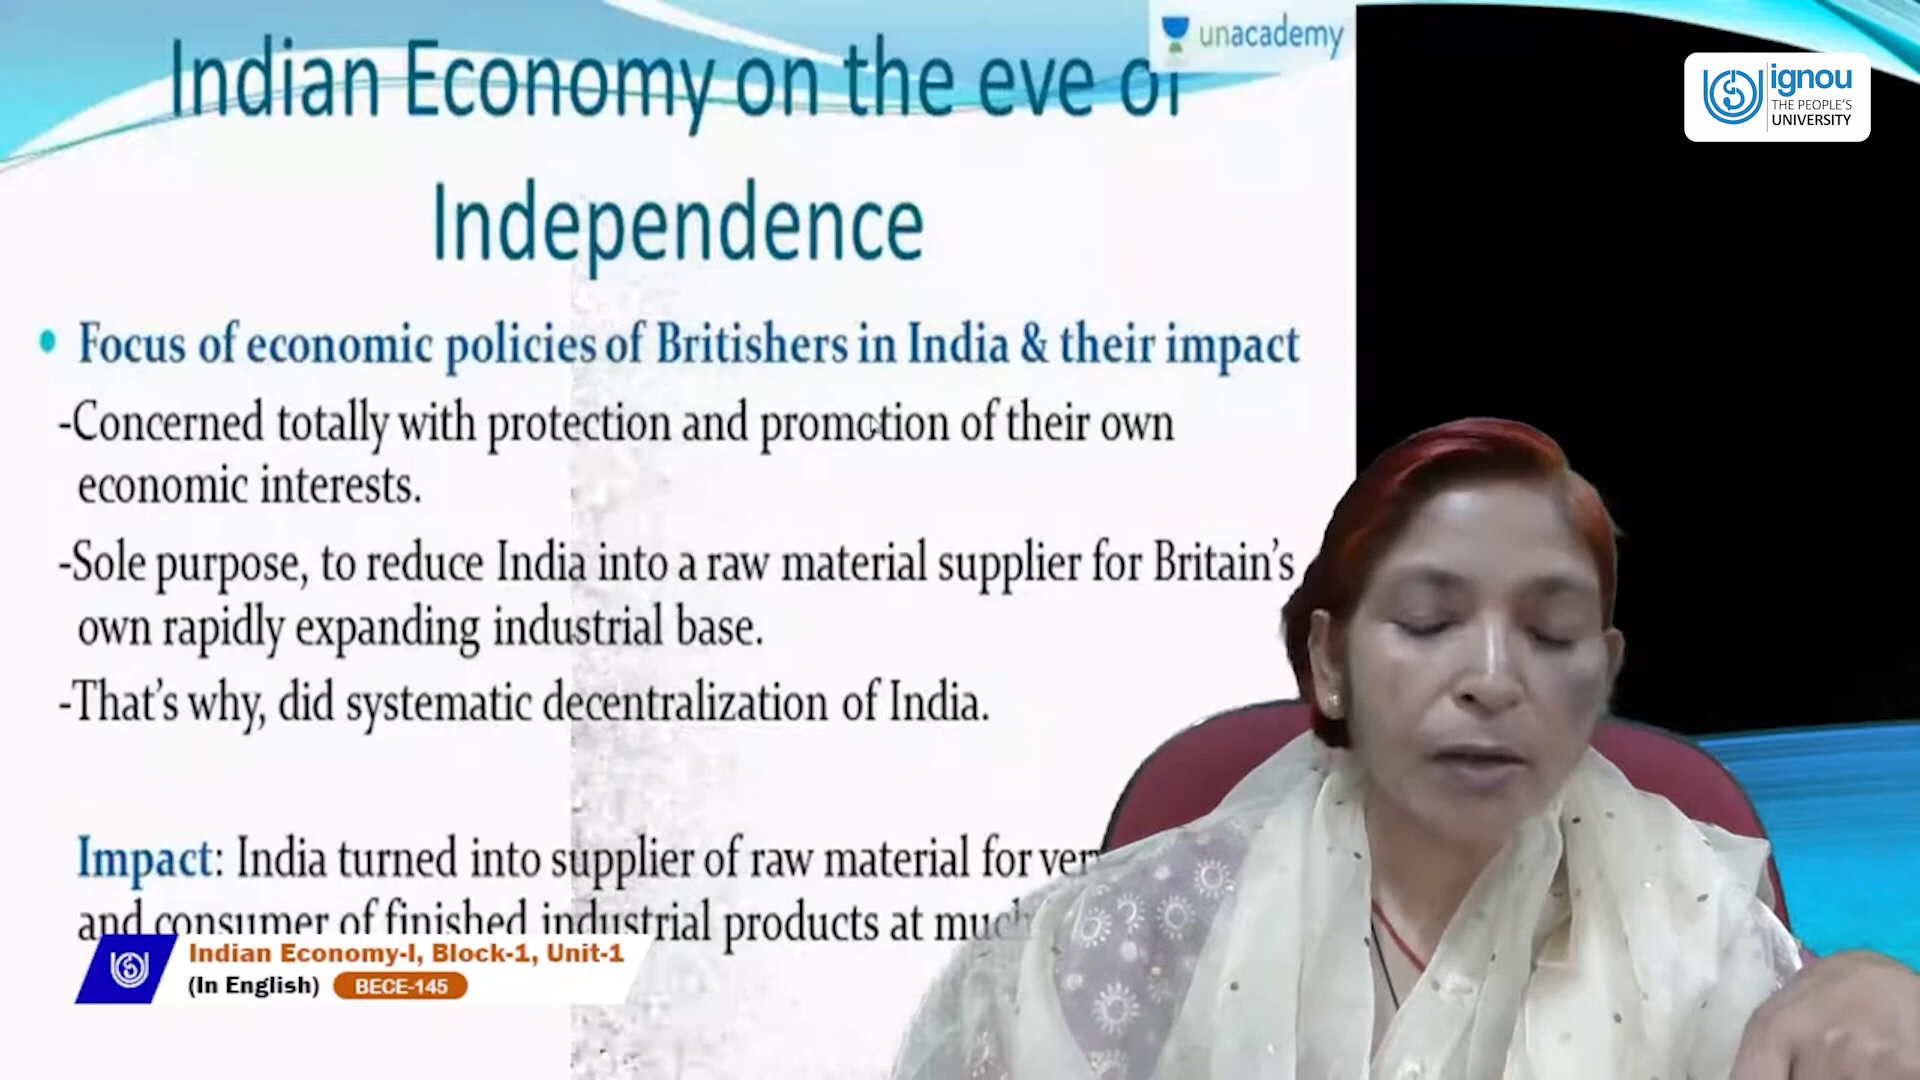 unacademy
ignou
THE PEOPLE'S
UNIVERSITY
Indian Economy on the eve of
Independence
Focus of economic policies of Britishers in India & their impact
-Concerned totally with protection and promotion of their own
economic interests.
-Sole purpose, to reduce India into a raw material supplier for Britain's
own rapidly expanding industrial base.
-That's why, did systematic decentralization of India.
Impact: India turned into supplier of raw material for
and consumer of finished industrial products at much
Indian Economy-I, Block-1, Unit-1
(In English) BECE-145